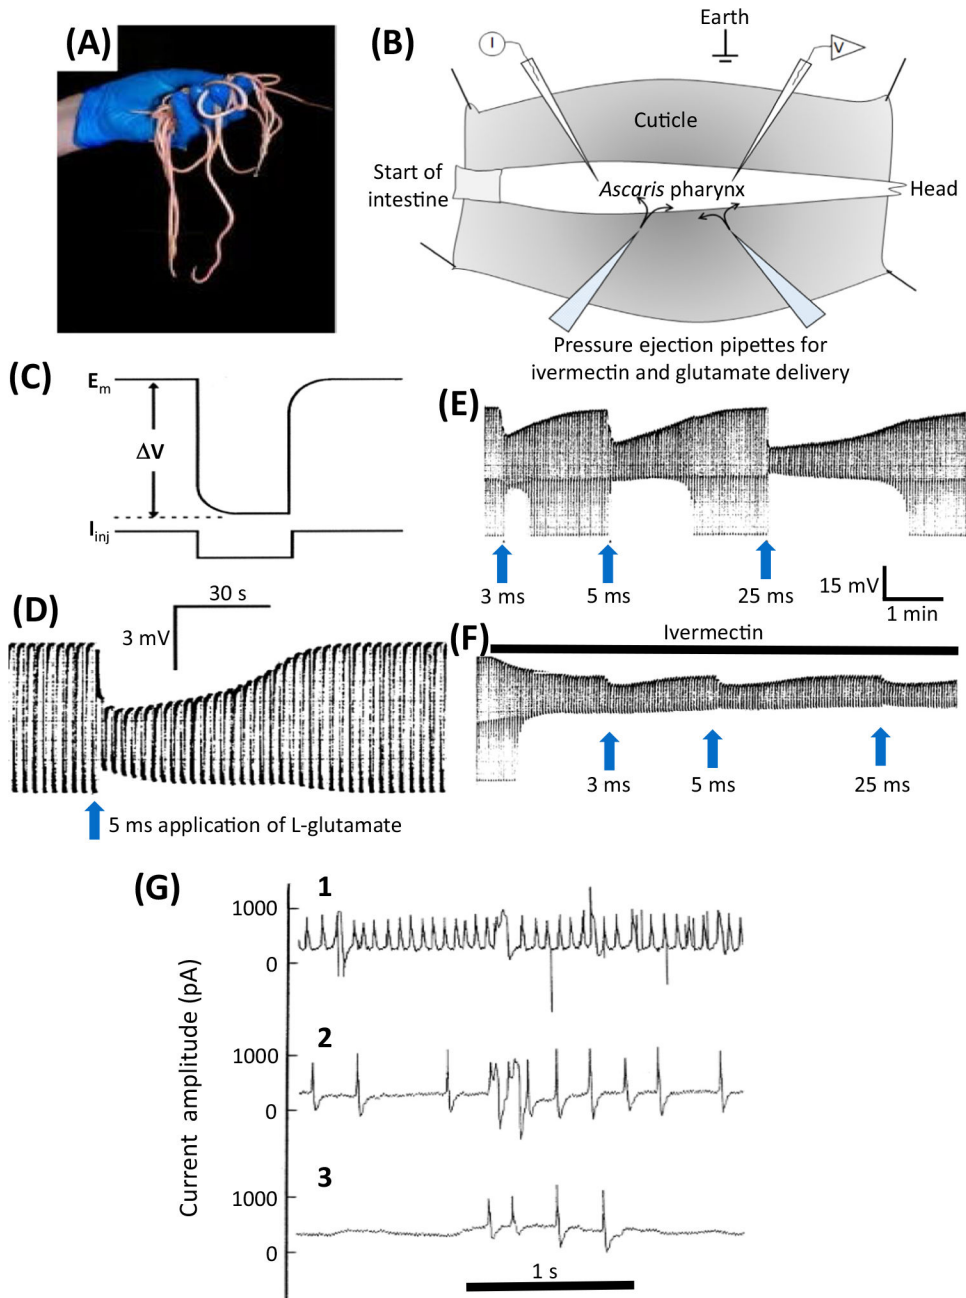 (A)
(B)
Earth
I
V
Cuticle
Start of
intestine
Ascaris pharynx
Head
Pressure ejection pipettes for
ivermectin and glutamate delivery
(C)
Em
ΔV
Iinj
(E)
3 ms
5 ms
25 ms
15 mV
1 min
(D)
30 s
3 mV
5 ms application of L-glutamate
(F)
Ivermectin
3 ms
5 ms
25 ms
(G)
Current amplitude (pA)
1
1000
0
2
1000
0
3
1000
0
1 s